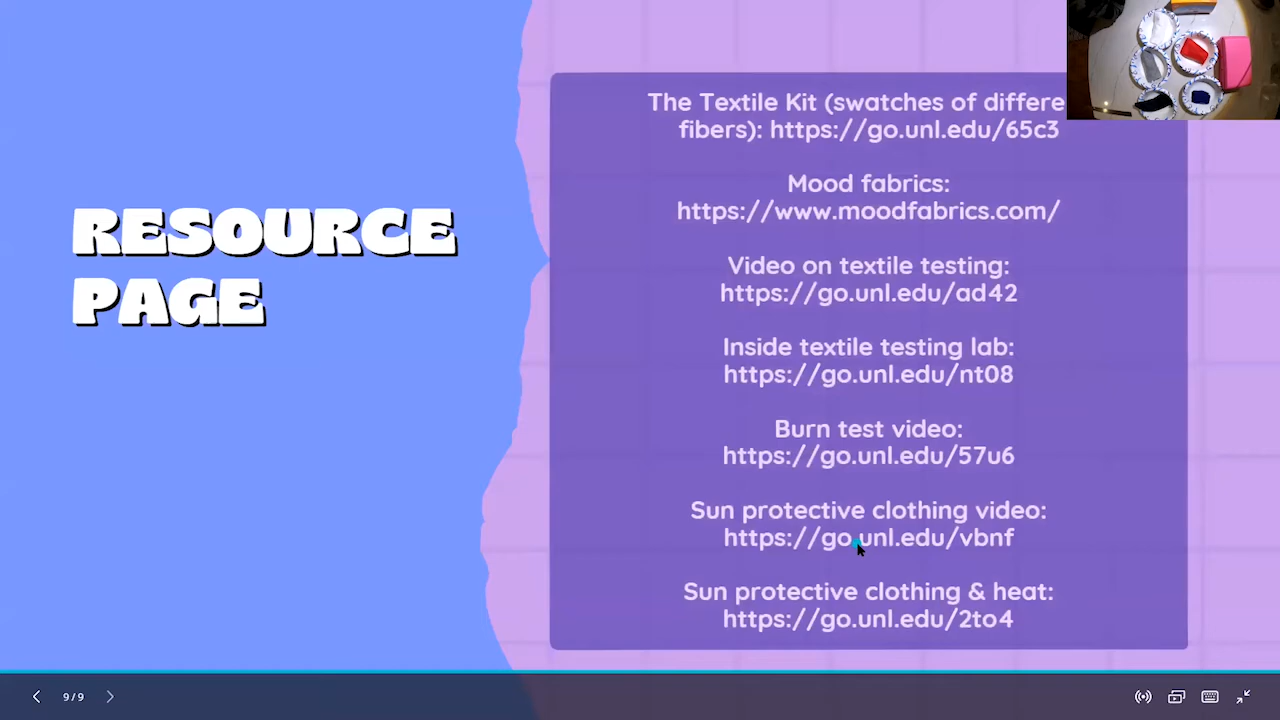 RESOURCE
PAGE
The Textile Kit (swatches of differe
fibers): https://go.unl.edu/65c3
Mood fabrics:
https://www.moodfabrics.com/
Video on textile testing:
https://go.unl.edu/ad42
Inside textile testing lab:
https://go.unl.edu/nt08
Burn test video:
https://go.unl.edu/57u6
Sun protective clothing video:
https://go.unl.edu/vbnf
Sun protective clothing & heat:
https://go.unl.edu/2to4
9/9